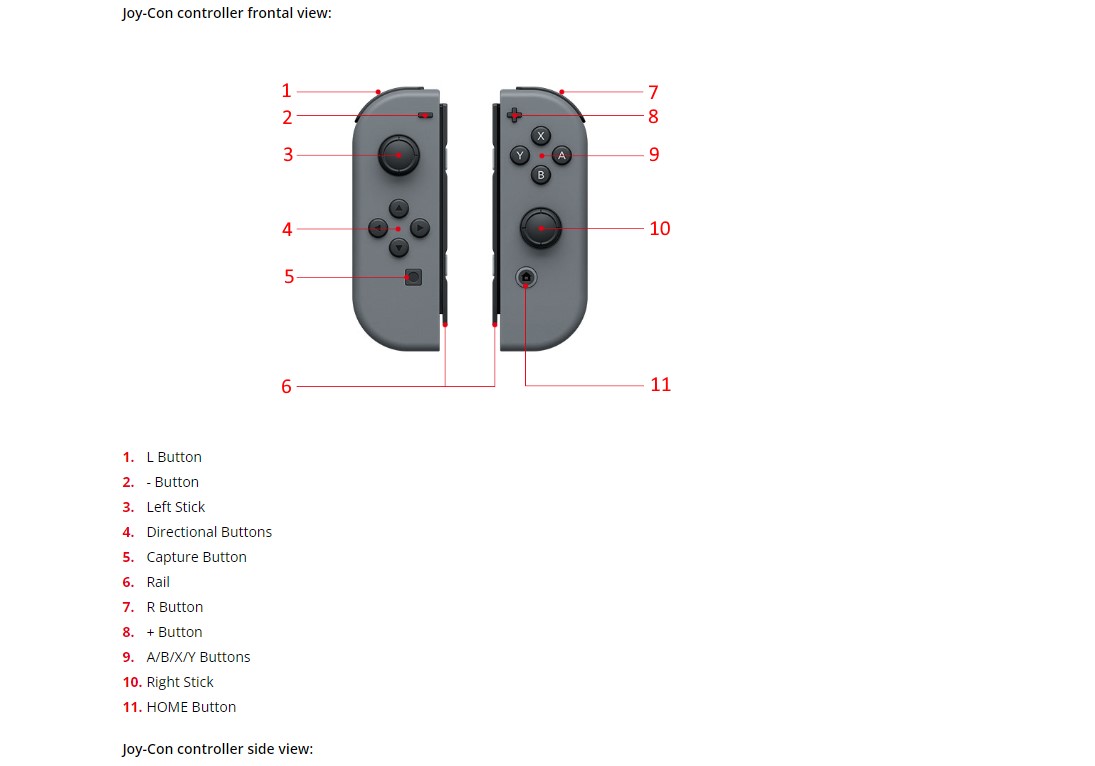 Joy-Con controller frontal view:
1 7
2 8
X
3 Y A 9
B
4 10
5
6 11
1. L Button
2. - Button
3. Left Stick
4. Directional Buttons
5. Capture Button
6. Rail
7. R Button
8. + Button
9. A/B/X/Y Buttons
10. Right Stick
11. HOME Button
Joy-Con controller side view: